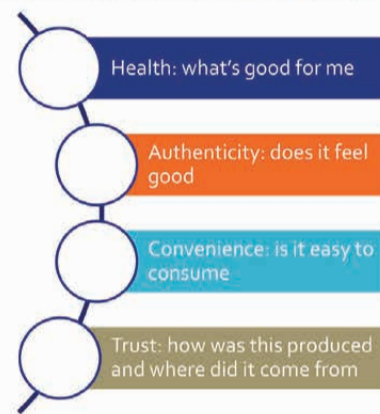 Health: what's good for me
Authenticity: does it feel
good
Convenience: is it easy to
consume
Trust: how was this produced
and where did it come from